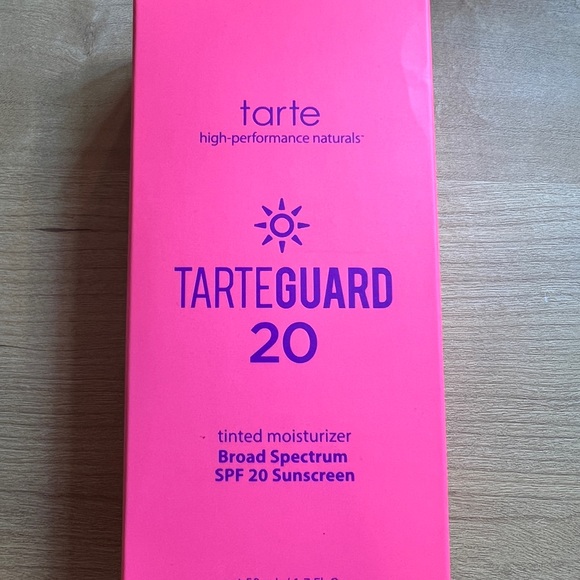 tarte
high-performance naturals™
TARTEGUARD
20
tinted moisturizer
Broad Spectrum
SPF 20 Sunscreen